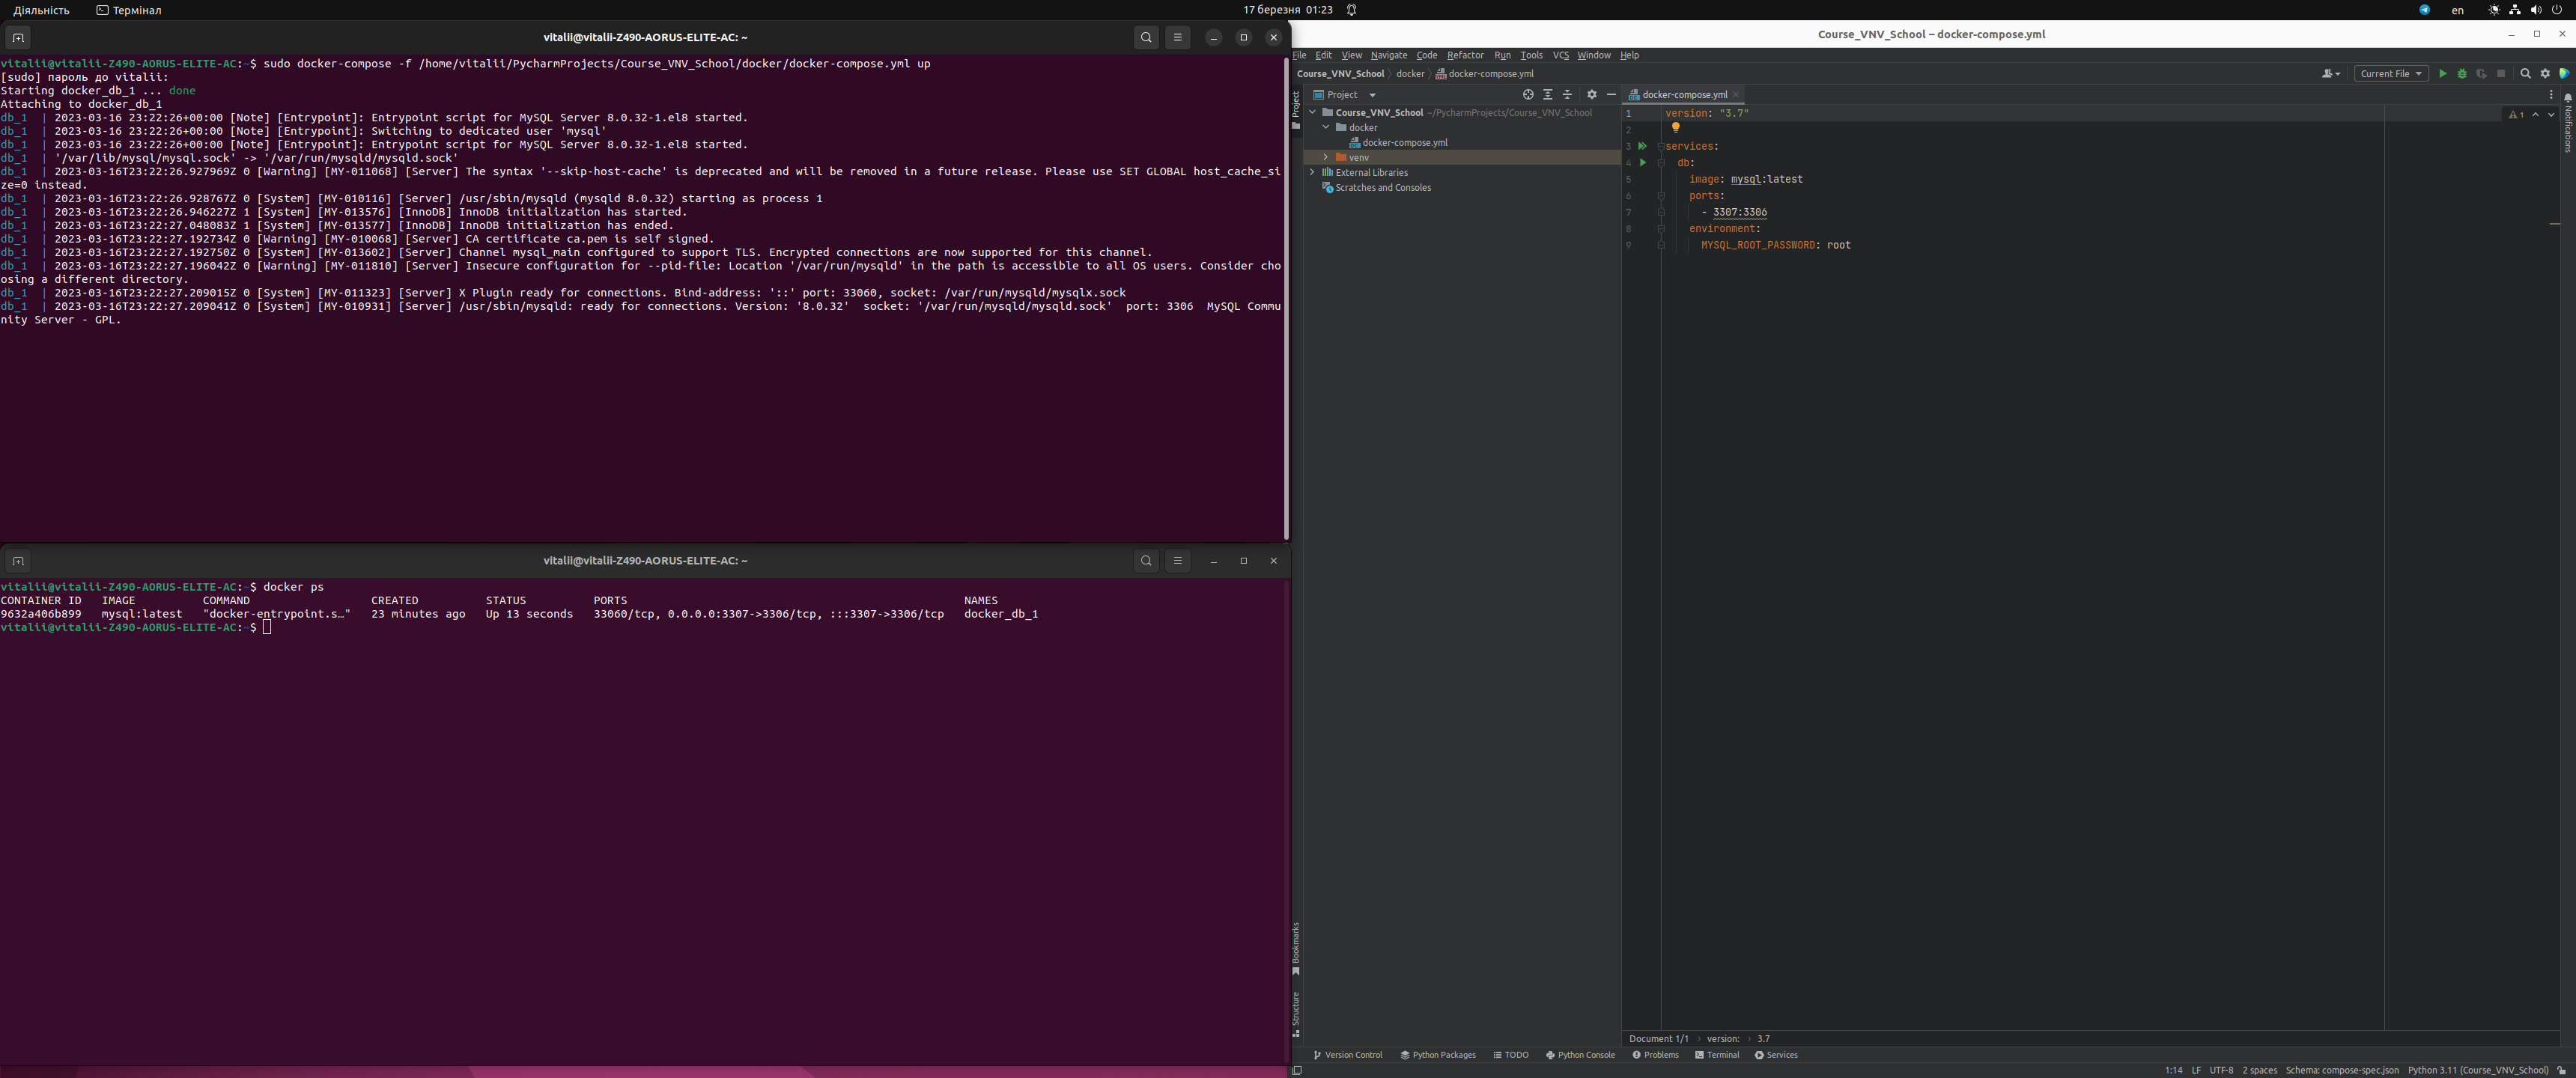 Діяльність
Термінал
17 березня 01:23
en
vitalii@vitalii-Z490-AORUS-ELITE-AC: ~
vitalii@vitalii-Z490-AORUS-ELITE-AC:~$ sudo docker-compose -f /home/vitalii/PycharmProjects/Course_VNV_School/docker/docker-compose.yml up
[sudo] пароль до vitalii:
Starting docker_db_1 ... done
Attaching to docker_db_1
db_1  | 2023-03-16 23:22:26+00:00 [Note] [Entrypoint]: Entrypoint script for MySQL Server 8.0.32-1.el8 started.
db_1  | 2023-03-16 23:22:26+00:00 [Note] [Entrypoint]: Switching to dedicated user 'mysql'
db_1  | 2023-03-16 23:22:26+00:00 [Note] [Entrypoint]: Entrypoint script for MySQL Server 8.0.32-1.el8 started.
db_1  | '/var/lib/mysql/mysql.sock' -> '/var/run/mysqld/mysqld.sock'
db_1  | 2023-03-16T23:22:26.927969Z 0 [Warning] [MY-011068] [Server] The syntax '--skip-host-cache' is deprecated and will be removed in a future release. Please use SET GLOBAL host_cache_si
ze=0 instead.
db_1  | 2023-03-16T23:22:26.928767Z 0 [System] [MY-010116] [Server] /usr/sbin/mysqld (mysqld 8.0.32) starting as process 1
db_1  | 2023-03-16T23:22:26.946227Z 1 [System] [MY-013576] [InnoDB] InnoDB initialization has started.
db_1  | 2023-03-16T23:22:27.048083Z 1 [System] [MY-013577] [InnoDB] InnoDB initialization has ended.
db_1  | 2023-03-16T23:22:27.192734Z 0 [Warning] [MY-010068] [Server] CA certificate ca.pem is self signed.
db_1  | 2023-03-16T23:22:27.192750Z 0 [System] [MY-013602] [Server] Channel mysql_main configured to support TLS. Encrypted connections are now supported for this channel.
db_1  | 2023-03-16T23:22:27.196042Z 0 [Warning] [MY-011810] [Server] Insecure configuration for --pid-file: Location '/var/run/mysqld' in the path is accessible to all OS users. Consider cho
osing a different directory.
db_1  | 2023-03-16T23:22:27.209015Z 0 [System] [MY-011323] [Server] X Plugin ready for connections. Bind-address: '::' port: 33060, socket: /var/run/mysqld/mysqlx.sock
db_1  | 2023-03-16T23:22:27.209041Z 0 [System] [MY-010931] [Server] /usr/sbin/mysqld: ready for connections. Version: '8.0.32'  socket: '/var/run/mysqld/mysqld.sock'  port: 3306  MySQL Commu
nity Server - GPL.
vitalii@vitalii-Z490-AORUS-ELITE-AC: ~
vitalii@vitalii-Z490-AORUS-ELITE-AC:~$ docker ps
CONTAINER ID   IMAGE   COMMAND   CREATED   STATUS   PORTS   NAMES
9632a406b899   mysql:latest   "docker-entrypoint.s…"   23 minutes ago   Up 13 seconds   33060/tcp, 0.0.0.0:3307->3306/tcp, :::3307->3306/tcp   docker_db_1
vitalii@vitalii-Z490-AORUS-ELITE-AC:~$
Course_VNV_School – docker-compose.yml
File Edit View Navigate Code Refactor Run Tools VCS Window Help
Course_VNV_School docker docker-compose.yml
Current File
Project
Project
docker-compose.yml
Course_VNV_School ~/PycharmProjects/Course_VNV_School
docker
docker-compose.yml
venv
External Libraries
Scratches and Consoles
1 version: "3.7"
2
3 services:
4 db:
5 image: mysql:latest
6 ports:
7 - 3307:3306
8 environment:
9 MYSQL_ROOT_PASSWORD: root
1
Notifications
Bookmarks
Structure
Document 1/1 › version: › 3.7
Version Control Python Packages TODO Python Console Problems Terminal Services
1:14 LF UTF-8 2 spaces Schema: compose-spec.json Python 3.11 (Course_VNV_School)